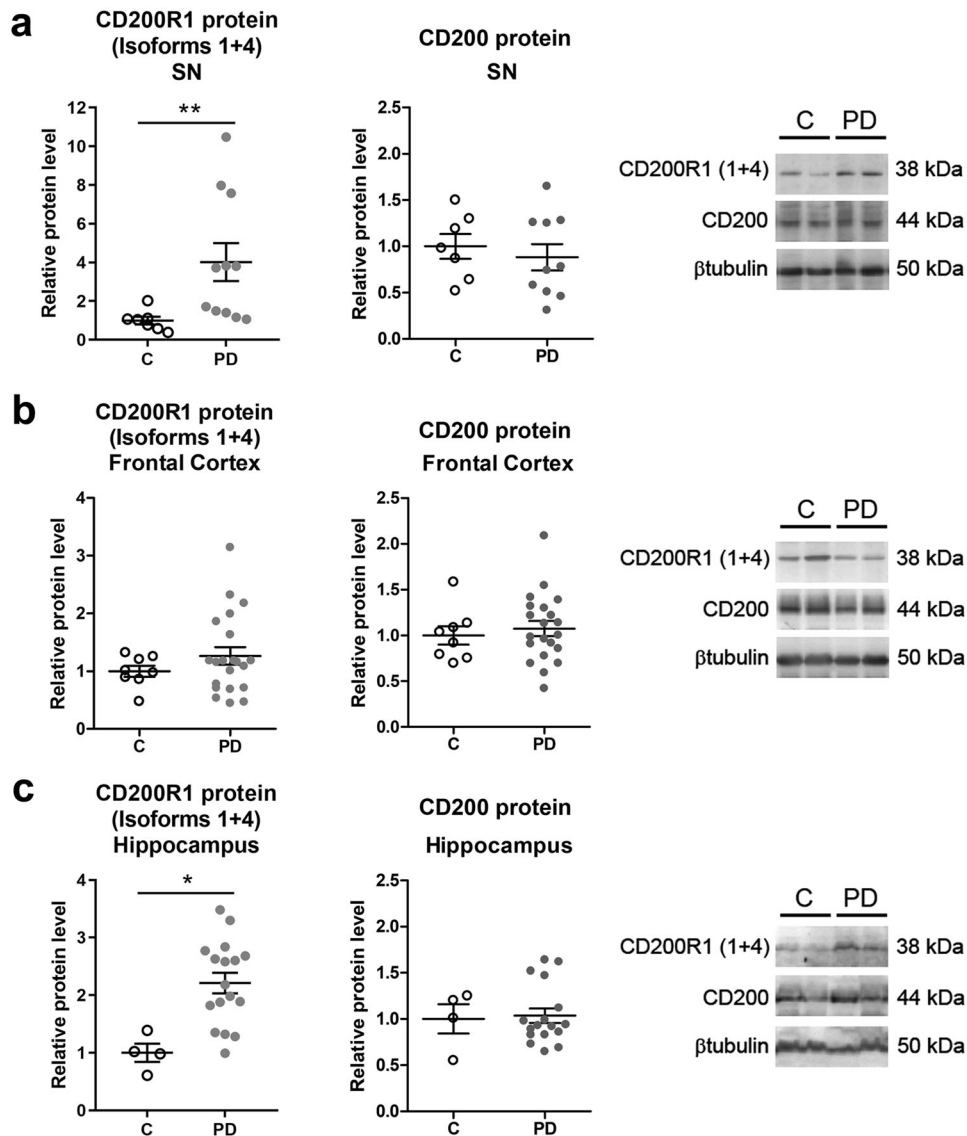 a
CD200R1 protein
(Isoforms 1+4)
SN
Relative protein level
12
10
8
6
4
2
0
**
C
PD
CD200 protein
SN
Relative protein level
2.5
2.0
1.5
1.0
0.5
0.0
C
PD
C PD
CD200R1 (1+4) 38 kDa
CD200 44 kDa
βtubulin 50 kDa
b
CD200R1 protein
(Isoforms 1+4)
Frontal Cortex
Relative protein level
4
3
2
1
0
C
PD
CD200 protein
Frontal Cortex
Relative protein level
2.5
2.0
1.5
1.0
0.5
0.0
C
PD
C PD
CD200R1 (1+4) 38 kDa
CD200 44 kDa
βtubulin 50 kDa
c
CD200R1 protein
(Isoforms 1+4)
Hippocampus
Relative protein level
4
3
2
1
0
*
C
PD
CD200 protein
Hippocampus
Relative protein level
2.5
2.0
1.5
1.0
0.5
0.0
C
PD
C PD
CD200R1 (1+4) 38 kDa
CD200 44 kDa
βtubulin 50 kDa